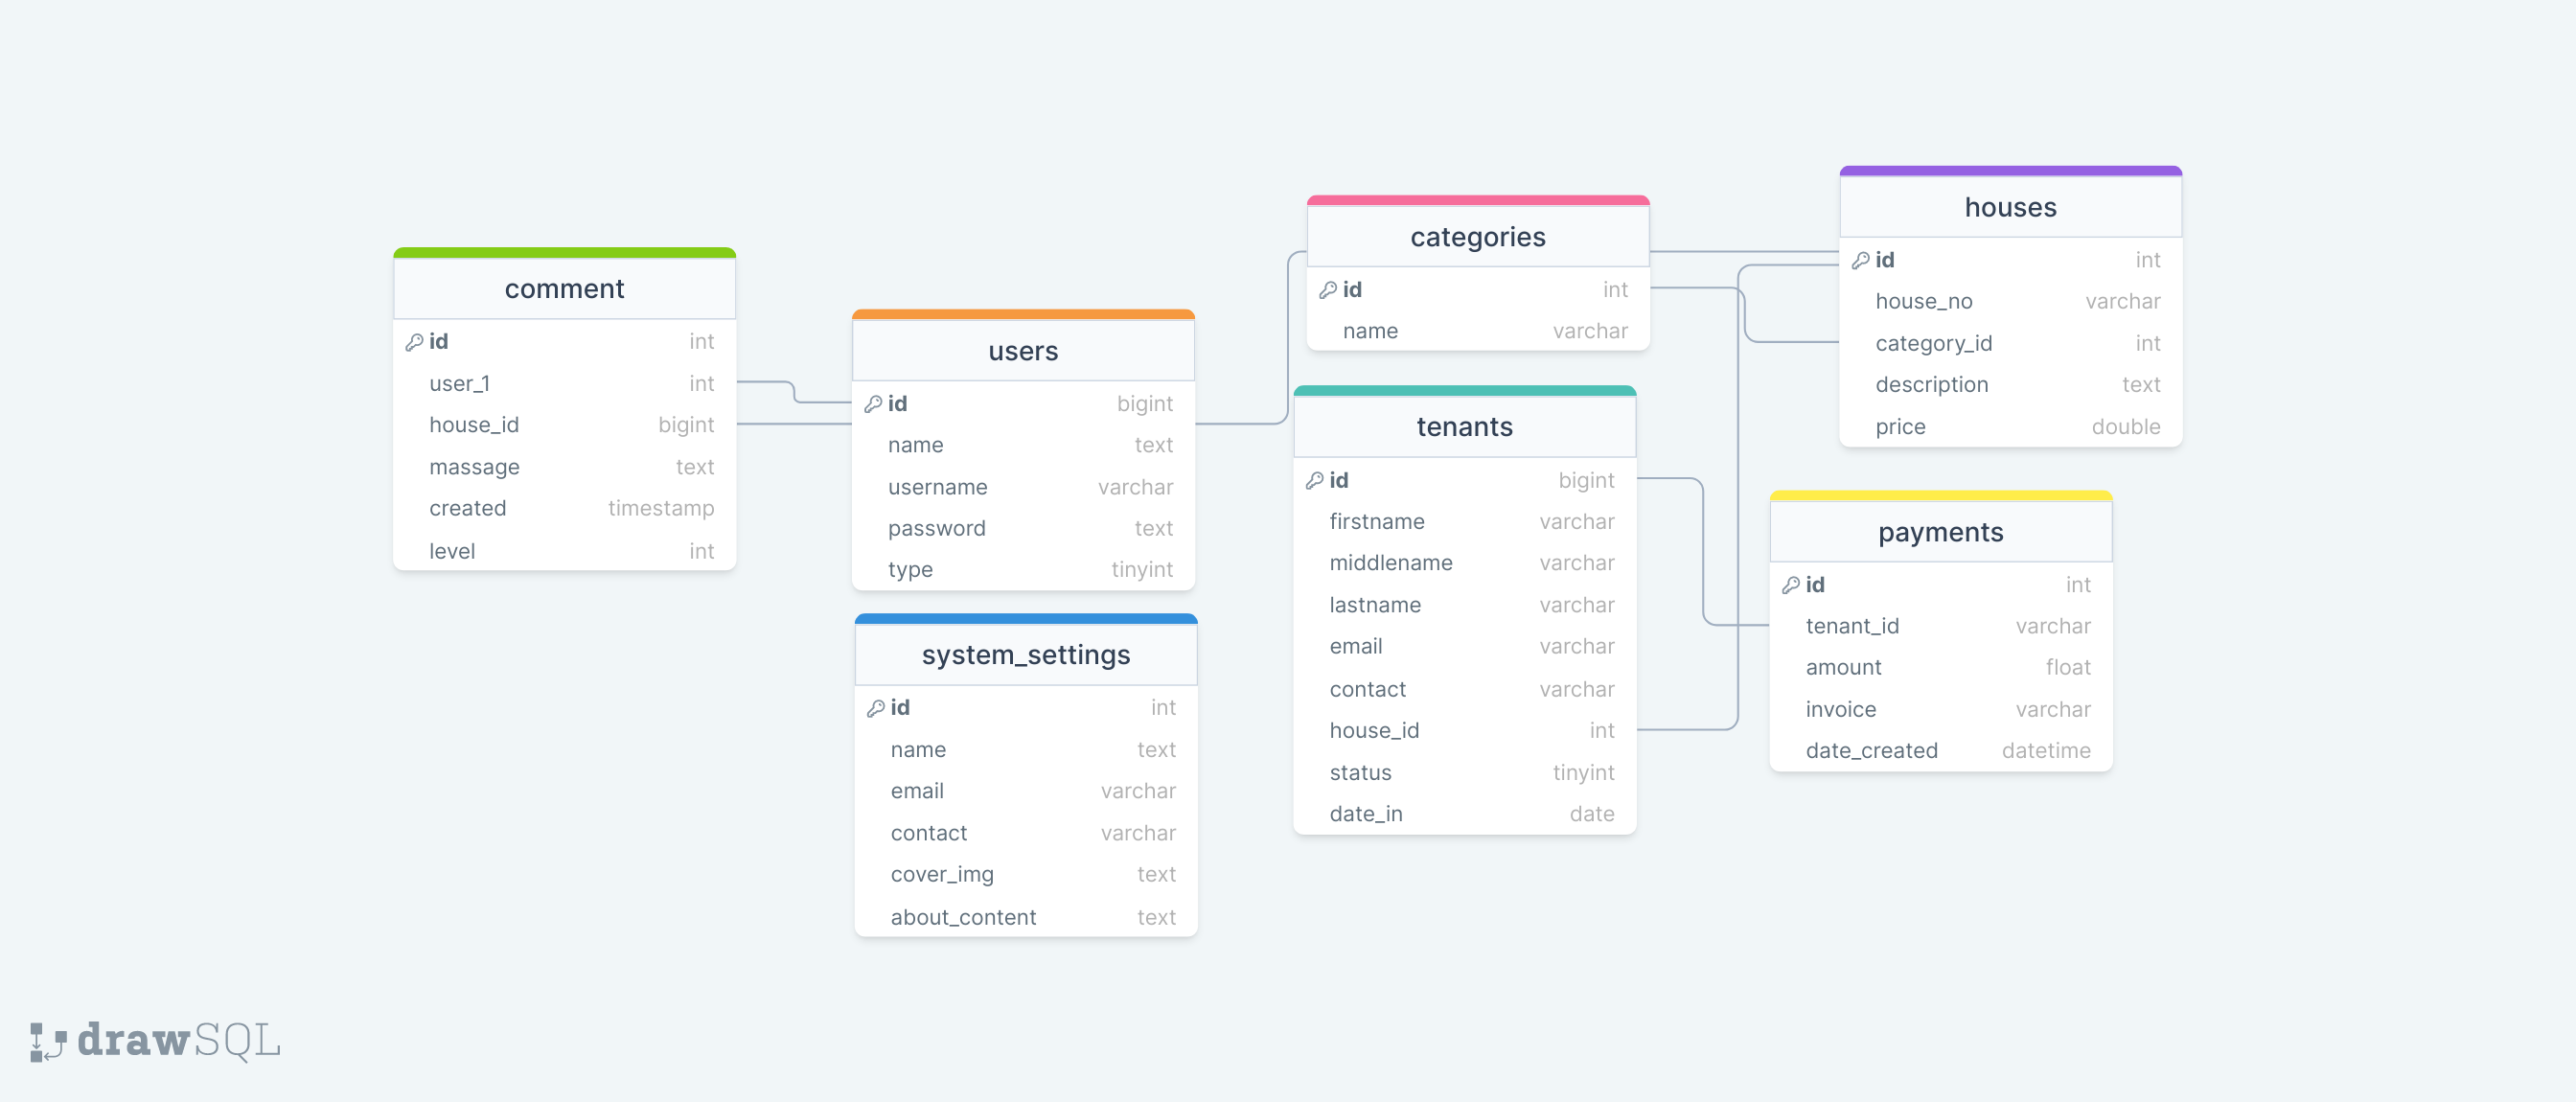 comment
id int
user_1 int
house_id bigint
massage text
created timestamp
level int
users
id bigint
name text
username varchar
password text
type tinyint
system_settings
id int
name text
email varchar
contact varchar
cover_img text
about_content text
categories
id int
name varchar
tenants
id bigint
firstname varchar
middlename varchar
lastname varchar
email varchar
contact varchar
house_id int
status tinyint
date_in date
houses
id int
house_no varchar
category_id int
description text
price double
payments
id int
tenant_id varchar
amount float
invoice varchar
date_created datetime
drawSQL